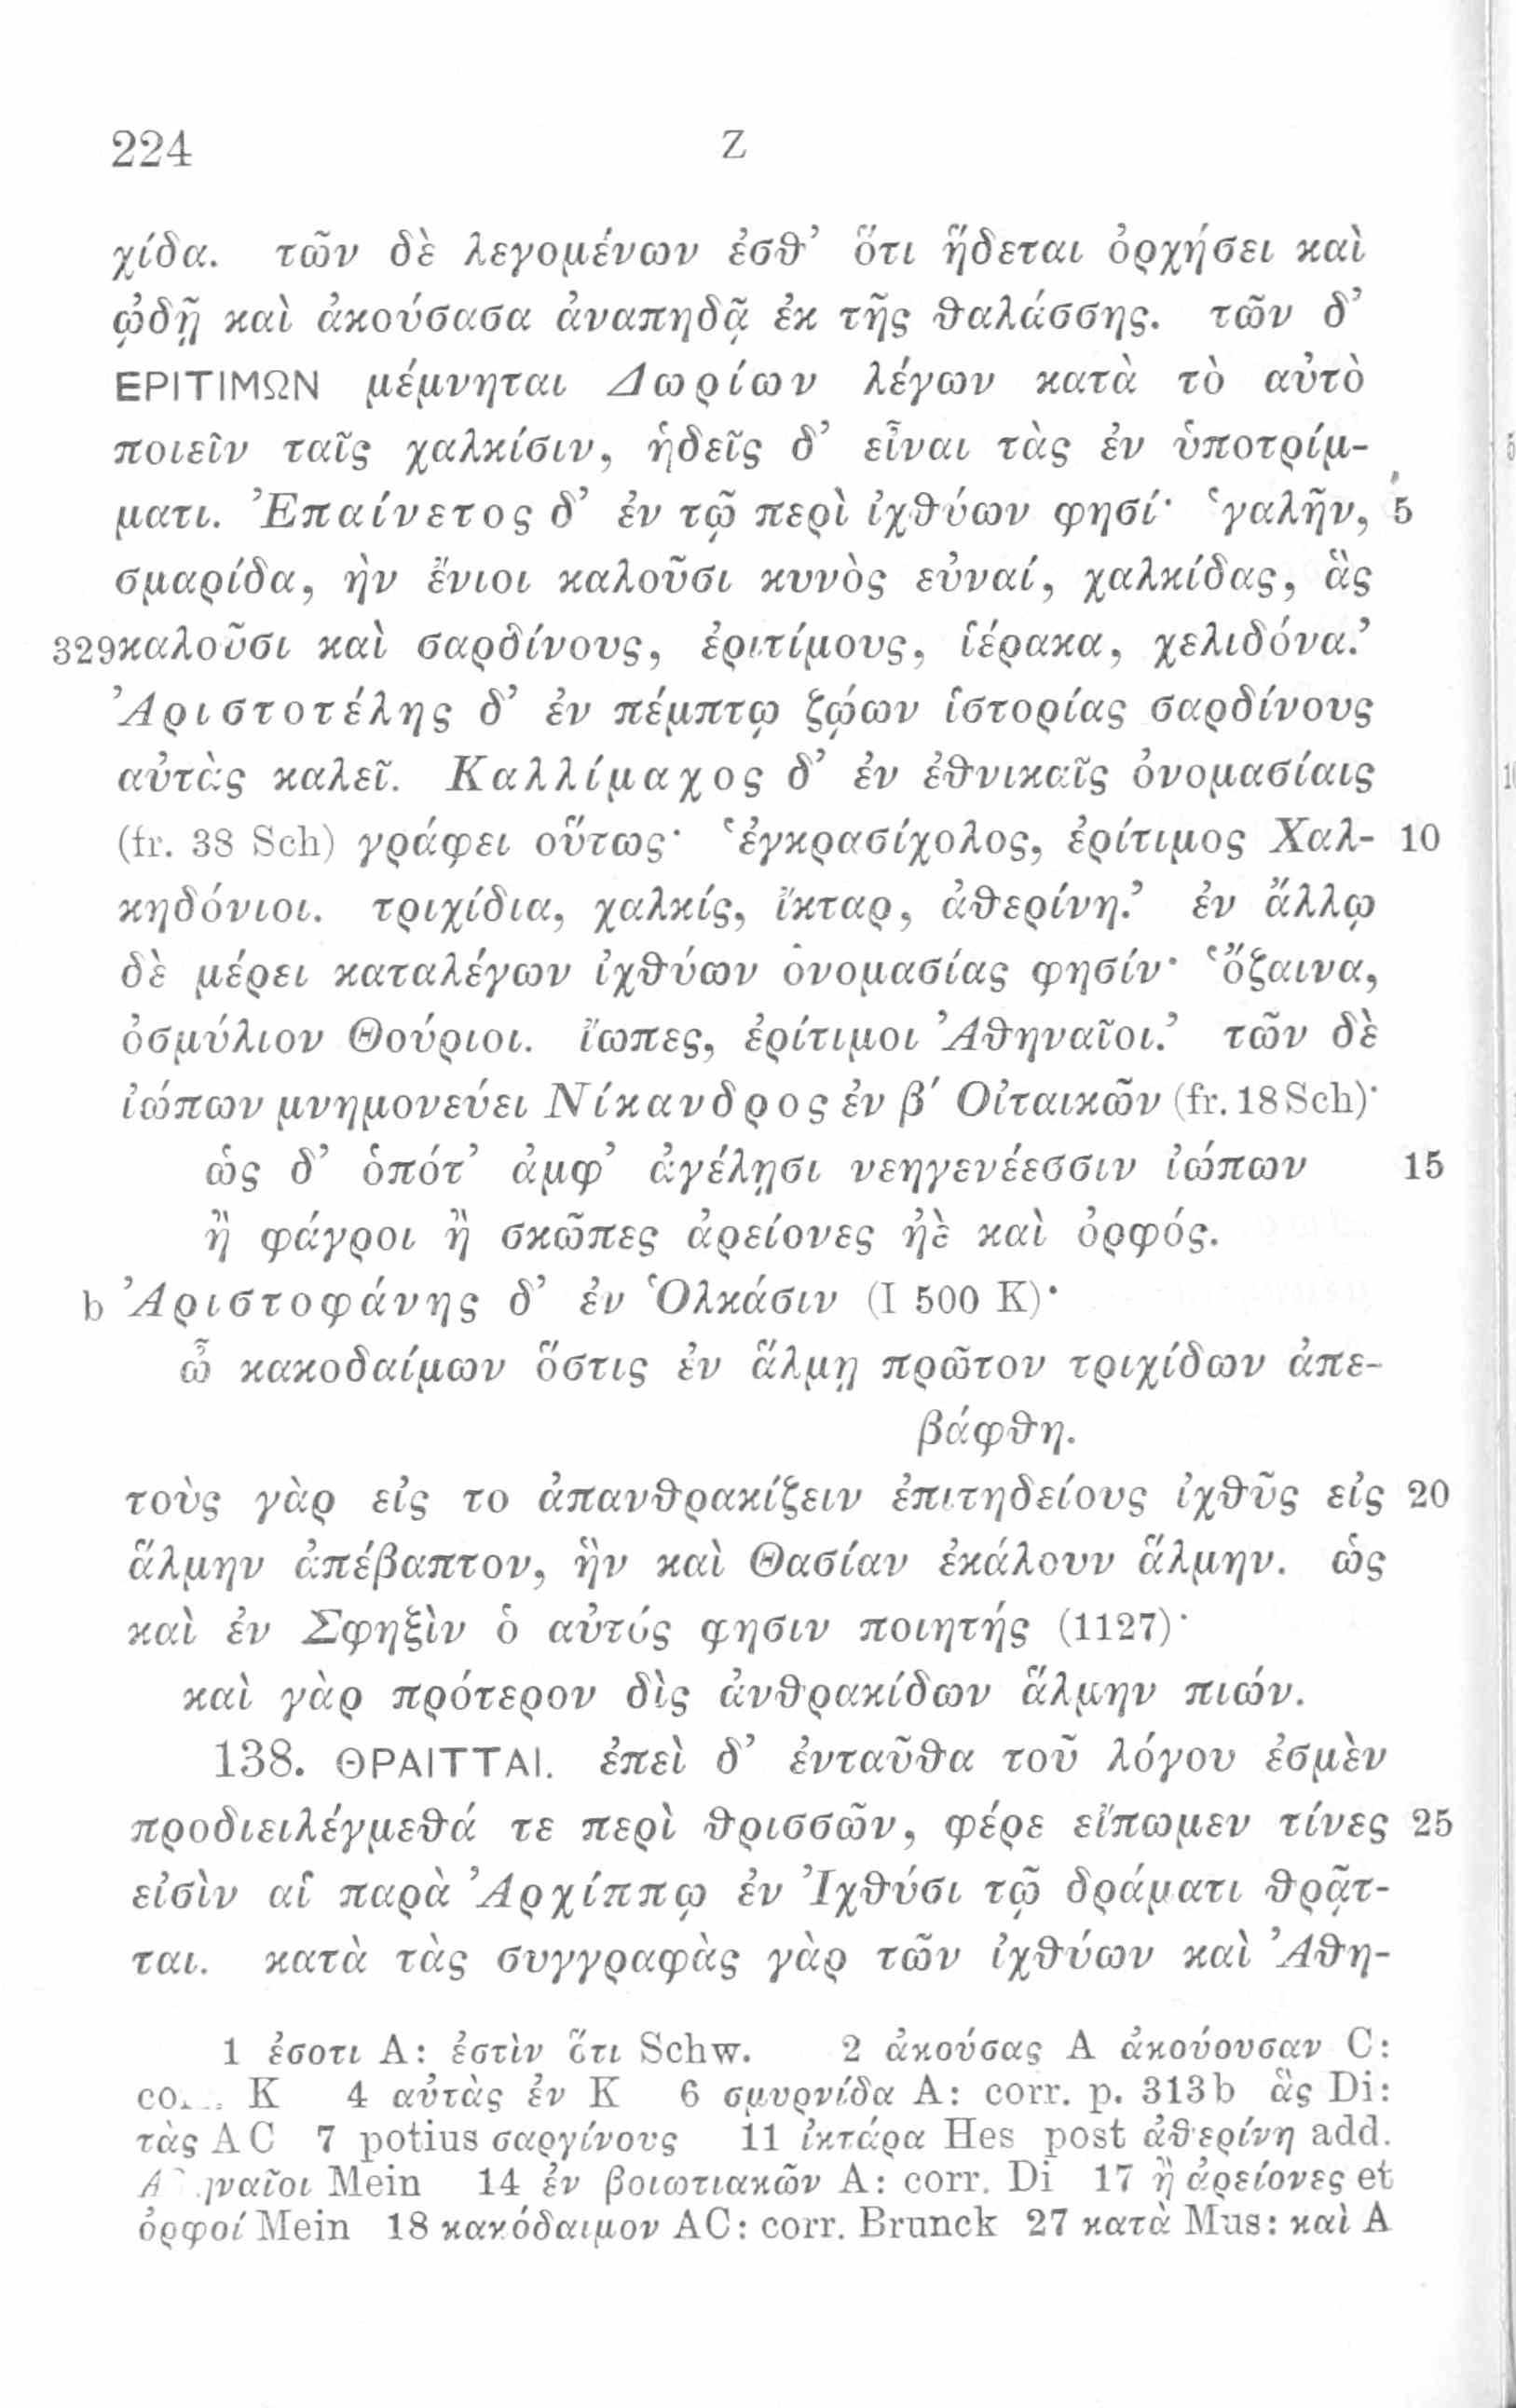 224 Z
χίδα. τῶν δὲ λεγομένων ἐσθ’ ὅτι ἥδεται ὀρχήσει καὶ
ᾠδῇ καὶ ἀκούσασα ἀναπηδᾷ ἐκ τῆς θαλάσσης. τῶν δ’
ΕΡΙΤΙΜΩΝ μέμνηται Δωρίων λέγων κατὰ τὸ αὐτὸ
ποιεῖν ταῖς χαλκίσιν, ἡδεῖς δ’ εἶναι τὰς ἐν ὑποτρίμ-
ματι. Ἐπαίνετος δ’ ἐν τῷ περὶ ἰχθύων φησί· ‘γαλῆν, 5
σμαρίδα, ἣν ἔνιοι καλοῦσι κυνὸς εὐναί, χαλκίδας, ἃς
329 καλοῦσι καὶ σαρδίνους, ἐριτίμους, ἱέρακα, χελιδόνα.’
Ἀριστοτέλης δ’ ἐν πέμπτῳ ζῴων ἱστορίας σαρδίνους
αὐτὰς καλεῖ. Καλλίμαχος δ’ ἐν ἐθνικαῖς ὀνομασίαις
(fr. 38 Sch) γράφει οὕτως· ‘ἐγκρασίχολος, ἐρίτιμος Χαλ- 10
κηδόνιοι. τριχίδια, χαλκίς, ἴκταρ, ἀθερίνη.’ ἐν ἄλλῳ
δὲ μέρει καταλέγων ἰχθύων ὀνομασίας φησίν· ‘ὄζαινα,
ὀσμύλιον Θούριοι. ἴωπες, ἐρίτιμοι Ἀθηναῖοι.’ τῶν δὲ
ἰώπων μνημονεύει Νίκανδρος ἐν β′ Οἰταικῶν (fr. 18 Sch)·
ὡς δ’ ὁπότ’ ἀμφ’ ἀγέλῃσι νεηγενέεσσιν ἰώπων 15
ἢ φάγροι ἢ σκῶπες ἀρείονες ἠὲ καὶ ὀρφός.
b Ἀριστοφάνης δ’ ἐν Ὁλκάσιν (I 500 K)·
ὦ κακοδαίμων ὅστις ἐν ἅλμῃ πρῶτον τριχίδων ἀπε-
βάφθη.
τοὺς γὰρ εἰς το ἀπανθρακίζειν ἐπιτηδείους ἰχθῦς εἰς 20
ἅλμην ἀπέβαπτον, ἣν καὶ Θασίαν ἐκάλουν ἅλμην. ὡς
καὶ ἐν Σφηξὶν ὁ αὐτός φησιν ποιητής (1127)·
καὶ γὰρ πρότερον δὶς ἀνθρακίδων ἅλμην πιών.
138. ΘΡΑΙΤΤΑΙ. ἐπεὶ δ’ ἐνταῦθα τοῦ λόγου ἐσμὲν
προδιειλέγμεθά τε περὶ θρισσῶν, φέρε εἴπωμεν τίνες 25
εἰσὶν αἱ παρὰ Ἀρχίππῳ ἐν Ἰχθύσι τῷ δράματι θρᾷτ-
ται. κατὰ τὰς συγγραφὰς γὰρ τῶν ἰχθύων καὶ Ἀθη-
1 ἐσοτι A: ἐστὶν ὅτι Schw. 2 ἀκούσας A ἀκούουσαν C:
K 4 αὐτὰς ἐν K 6 σμυρνίδα A: corr. p. 313 b ἃς Di:
τὰς AC 7 potius σαργίνους 11 ἰκτάρα Hes post ἀθερίνη add.
Mein 14 ἐν βοιωτιακῶν A: corr. Di 17 ἢ ἀρείονες et
ὀρφοί Mein 18 κακόδαιμον AC: corr. Brunck 27 κατὰ Mus: καὶ A